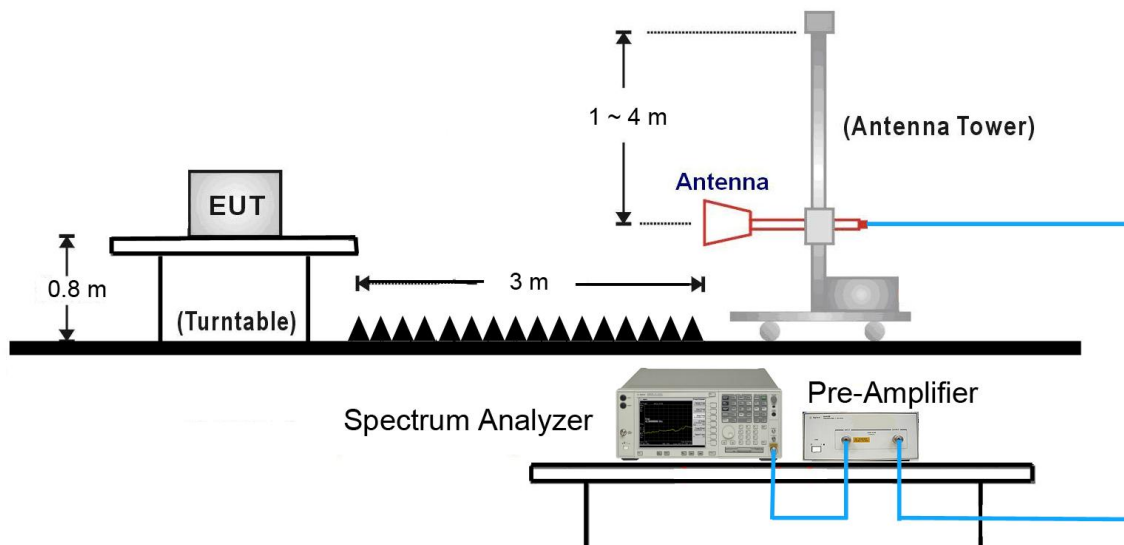 1 ~ 4 m
(Antenna Tower)
Antenna
EUT
0.8 m
3 m
(Turntable)
Spectrum Analyzer
Pre-Amplifier